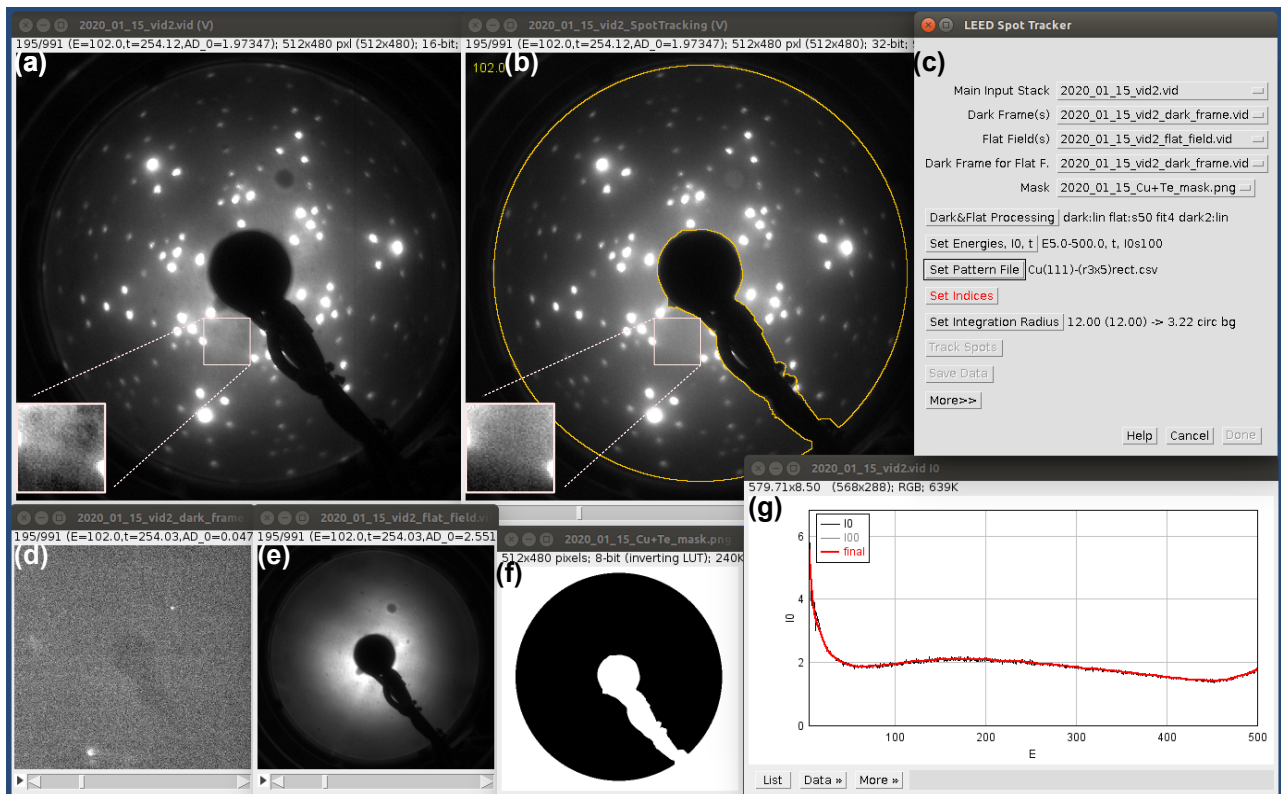 2020_01_15_vid2.vid (V)
195/991 (E=102.0,t=254.12,AD_0=1.97347); 512x480 pxl (512x480); 16-bit;
(a)
2020_01_15_vid2_SpotTracking (V)
195/991 (E=102.0,t=254.12,AD_0=1.97347); 512x480 pxl (512x480); 32-bit;
(b)
102.0
LEED Spot Tracker
(c)
Main Input Stack 2020_01_15_vid2.vid
Dark Frame(s) 2020_01_15_vid2_dark_frame.vid
Flat Field(s) 2020_01_15_vid2_flat_field.vid
Dark Frame for Flat F. 2020_01_15_vid2_dark_frame.vid
Mask 2020_01_15_Cu+Te_mask.png
Dark&Flat Processing dark:lin flat:s50 fit4 dark2:lin
Set Energies, I0, t E5.0-500.0, t, I0s100
Set Pattern File Cu(111)-(r3x5)rect.csv
Set Indices
Set Integration Radius 12.00 (12.00) -> 3.22 circ bg
Track Spots
Save Data
More>>
Help Cancel Done
2020_01_15_vid2_dark_frame
195/991 (E=102.0,t=254.03,AD_0=0.047
(d)
2020_01_15_vid2_flat_field.vi
195/991 (E=102.0,t=254.03,AD_0=2.551
(e)
2020_01_15_Cu+Te_mask.png
512x480 pixels; 8-bit (inverting LUT); 240K
(f)
2020_01_15_vid2.vid I0
579.71x8.50 (568x288); RGB; 639K
(g)
I0
I00
final
6
4
2
0
I0
100 200 300 400 500
E
List Data » More »